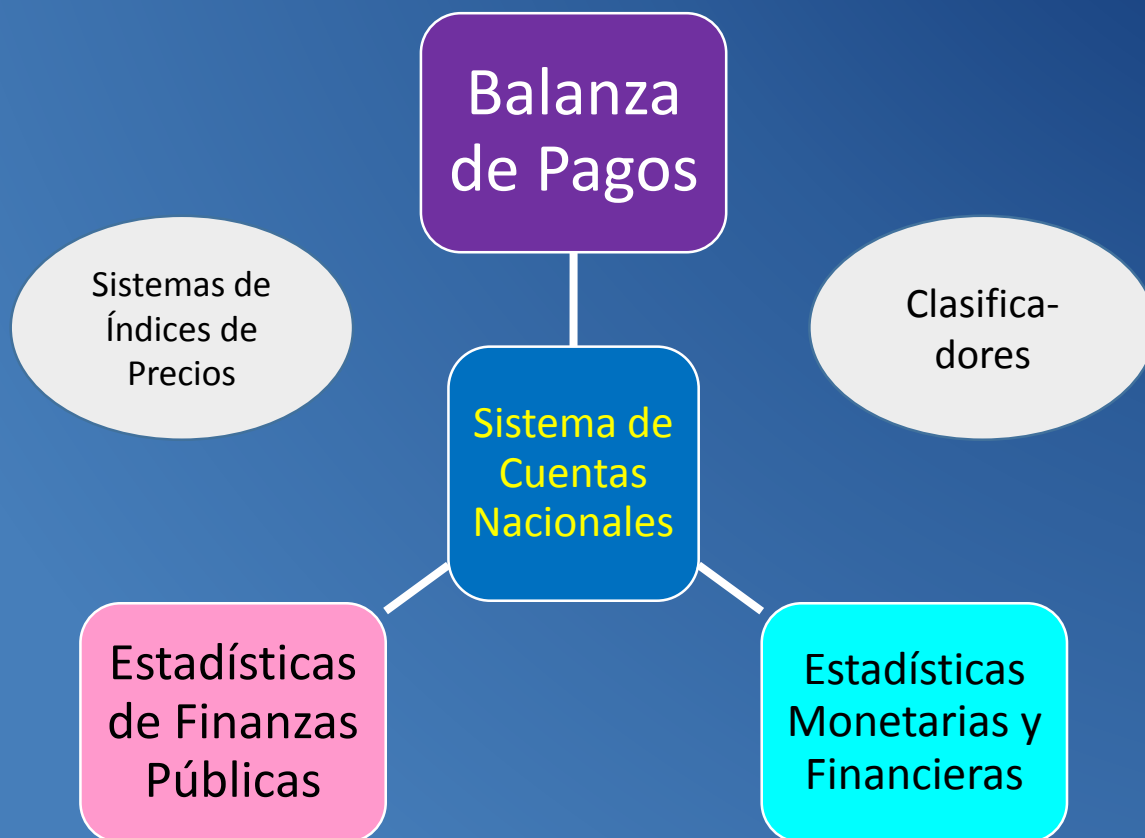 Balanza
de Pagos
Sistemas de
Índices de
Precios
Clasifica-
dores
Sistema de
Cuentas
Nacionales
Estadísticas
de Finanzas
Públicas
Estadísticas
Monetarias y
Financieras